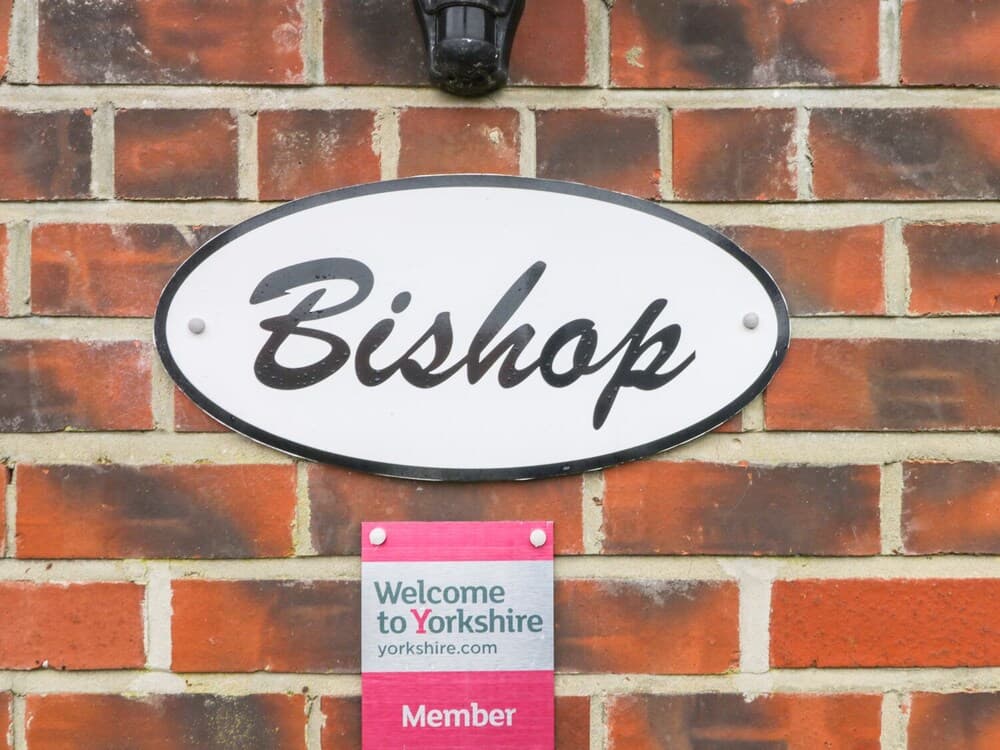 Bishop
Welcome
to Yorkshire
yorkshire.com
Member